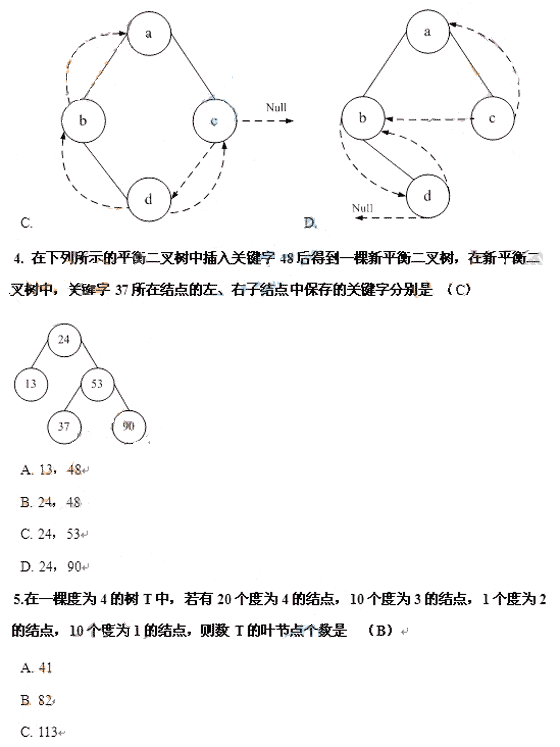 a
a
Null
b
c
b
c
d
d
Null
C.
D.
4. 在下列所示的平衡二叉树中插入关键字 48 后得到一棵新平衡二叉树，在新平衡二
叉树中，关键字 37 所在结点的左、右子结点中保存的关键字分别是 （C）
24
13
53
37
90
A. 13，48
B. 24，48
C. 24，53
D. 24，90
5.在一棵度为 4 的树 T 中，若有 20 个度为 4 的结点，10 个度为 3 的结点，1 个度为 2
的结点，10 个度为 1 的结点，则数 T 的叶节点个数是 （B）
A. 41
B. 82
C. 113